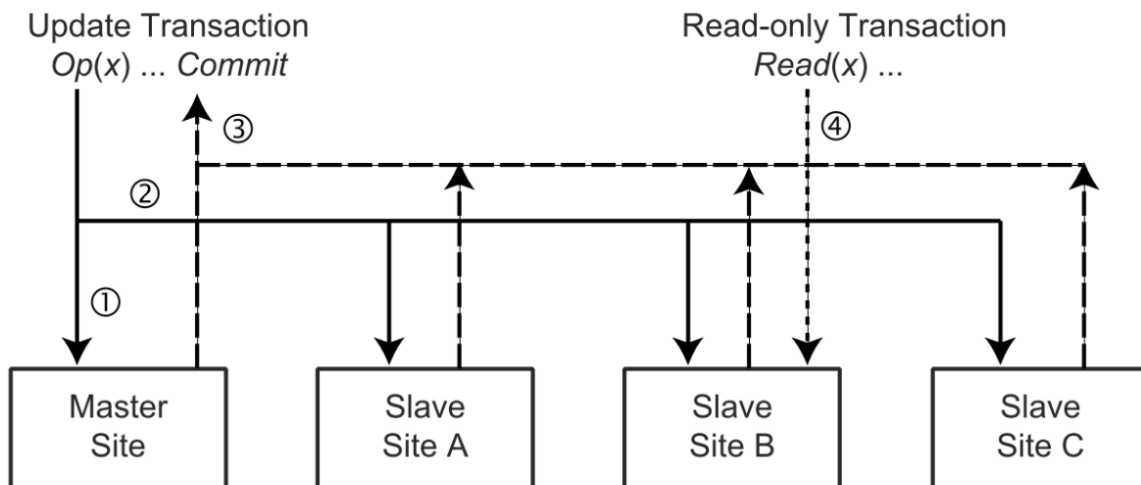 Update Transaction
Op(x) ... Commit
Read-only Transaction
Read(x) ...
③
④
②
①
Master
Site
Slave
Site A
Slave
Site B
Slave
Site C